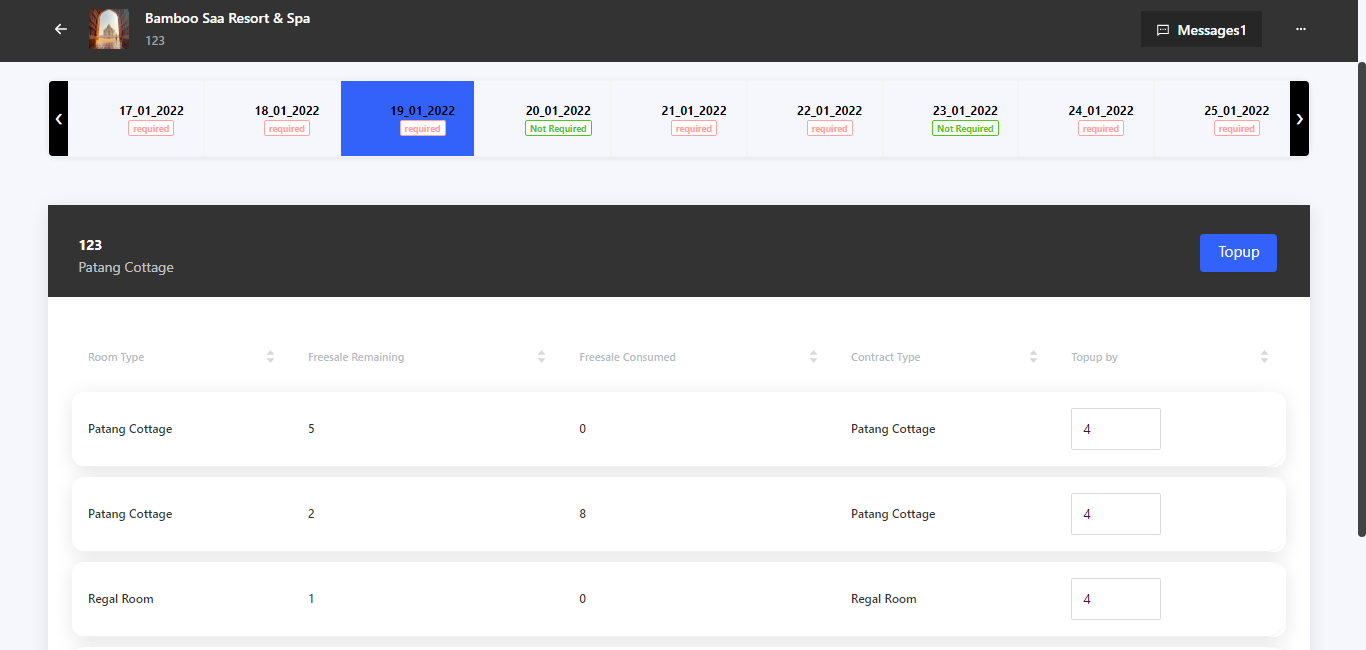 Bamboo Saa Resort & Spa
123
Messages1
17_01_2022 18_01_2022 19_01_2022 20_01_2022 21_01_2022 22_01_2022 23_01_2022 24_01_2022 25_01_2022
required required required Not Required required required Not Required required required
123
Patang Cottage
Topup
Room Type Freesale Remaining Freesale Consumed Contract Type Topup by
Patang Cottage 5 0 Patang Cottage 4
Patang Cottage 2 8 Patang Cottage 4
Regal Room 1 0 Regal Room 4